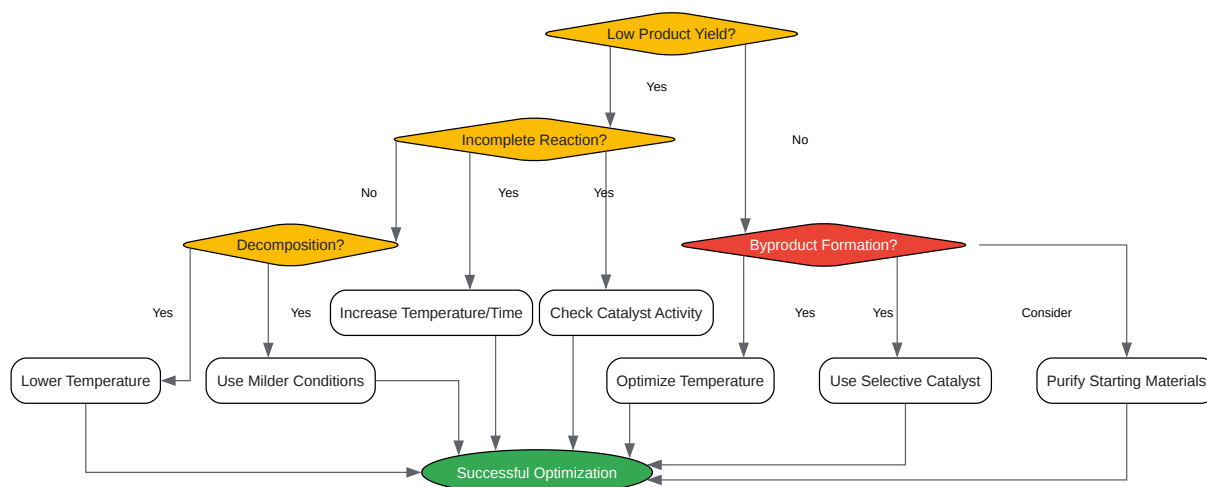 Low Product Yield?
Yes
Incomplete Reaction?
No
No
Yes
Yes
Decomposition?
Byproduct Formation?
Yes
Yes
Increase Temperature/Time
Check Catalyst Activity
Yes
Yes
Consider
Lower Temperature
Use Milder Conditions
Optimize Temperature
Use Selective Catalyst
Purify Starting Materials
Successful Optimization